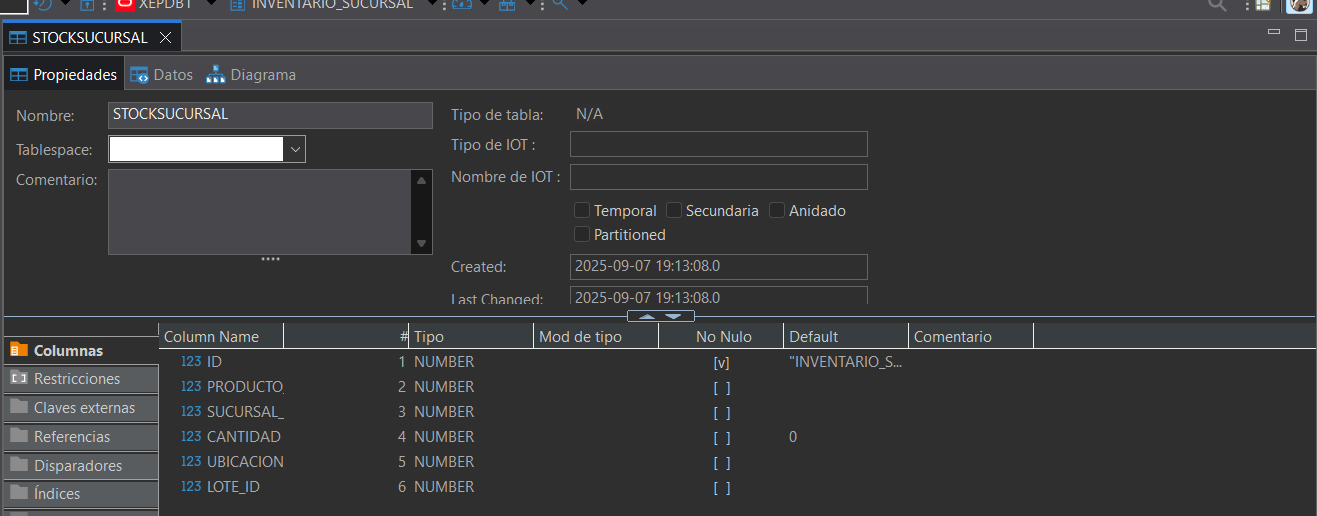 XEPDB1 INVENTARIO_SUCURSAL
STOCKSUCURSAL
Propiedades Datos Diagrama
Nombre: STOCKSUCURSAL
Tablespace:
Comentario:
Tipo de tabla: N/A
Tipo de IOT :
Nombre de IOT :
Temporal Secundaria Anidado
Partitioned
Created: 2025-09-07 19:13:08.0
Last Changed: 2025-09-07 19:13:08.0
Columnas
Restricciones
Claves externas
Referencias
Disparadores
Índices
Column Name # Tipo Mod de tipo No Nulo Default Comentario
123 ID 1 NUMBER [v] "INVENTARIO_S...
123 PRODUCTO_ 2 NUMBER [ ]
123 SUCURSAL_ 3 NUMBER [ ]
123 CANTIDAD 4 NUMBER [ ] 0
123 UBICACION 5 NUMBER [ ]
123 LOTE_ID 6 NUMBER [ ]